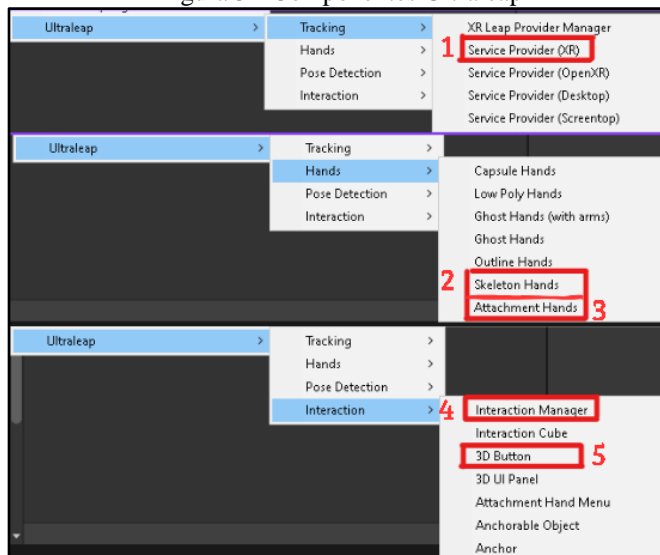 Ultraleap > Tracking > XR Leap Provider Manager
Hands > 1 Service Provider (XR)
Pose Detection > Service Provider (OpenXR)
Interaction > Service Provider (Desktop)
Service Provider (Screentop)
Ultraleap > Tracking >
Hands > Capsule Hands
Pose Detection > Low Poly Hands
Interaction > Ghost Hands (with arms)
Ghost Hands
Outline Hands
2 Skeleton Hands
Attachment Hands 3
Ultraleap > Tracking >
Hands >
Pose Detection >
Interaction > 4 Interaction Manager
Interaction Cube
3D Button 5
3D UI Panel
Attachment Hand Menu
Anchorable Object
Anchor